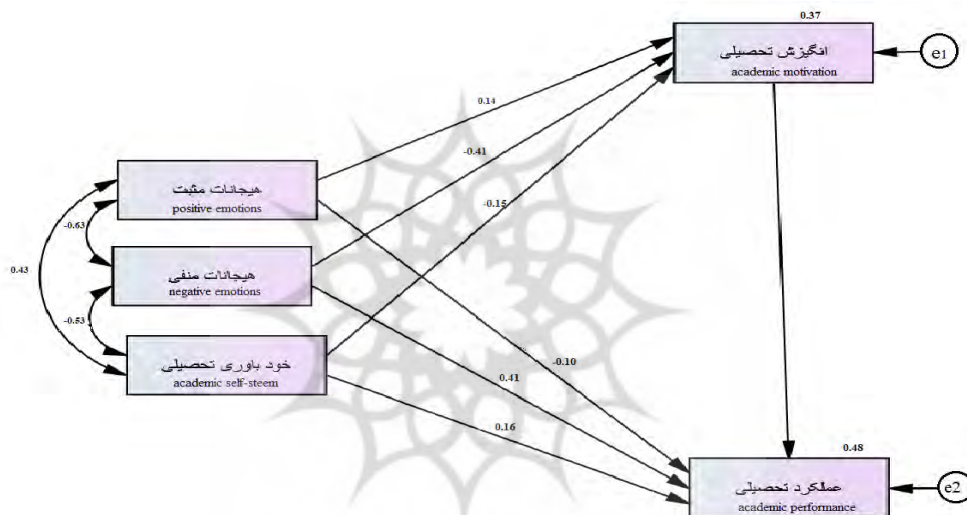 0.37
انگیزش تحصیلی
academic motivation
e1
0.14
-0.41
-0.15
هیجانات مثبت
positive emotions
-0.63
0.43
هیجانات منفی
negative emotions
-0.53
خود باوری تحصیلی
academic self-steem
-0.10
0.41
0.16
0.48
عملکرد تحصیلی
academic performance
e2